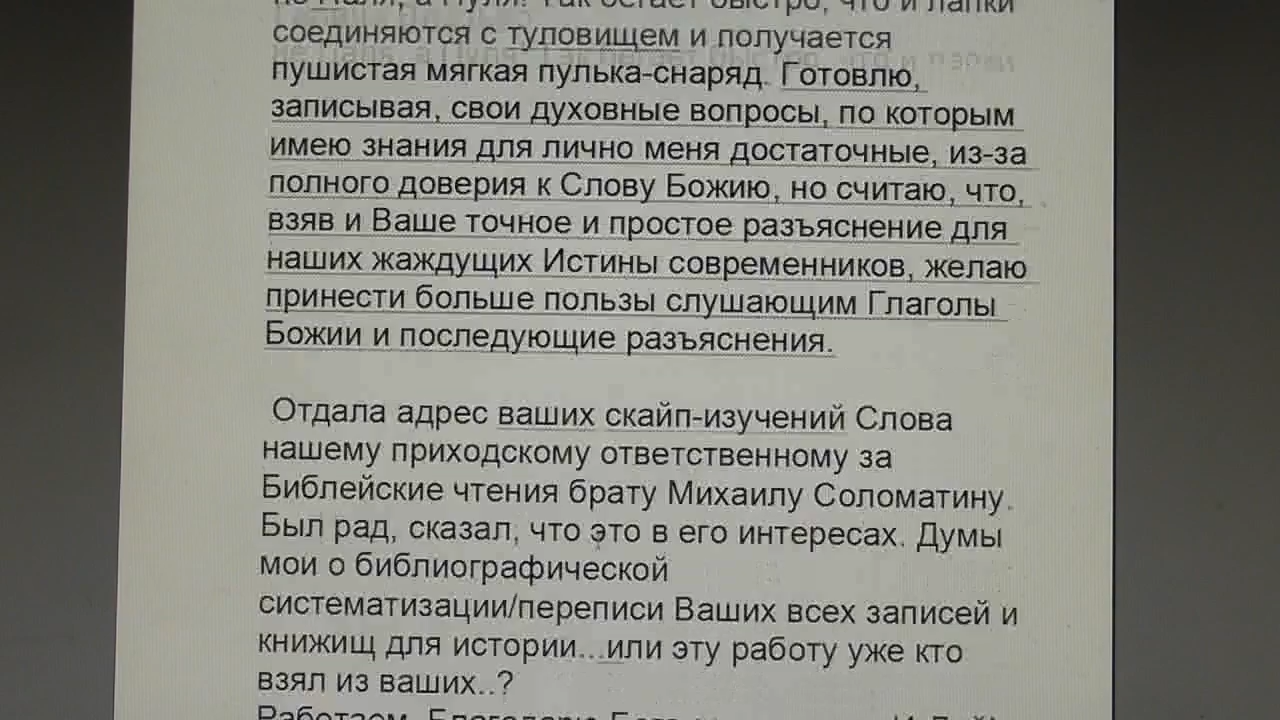 соединяются с туловищем и получается
пушистая мягкая пулька-снаряд. Готовлю,
записывая, свои духовные вопросы, по которым
имею знания для лично меня достаточные, из-за
полного доверия к Слову Божию, но считаю, что,
взяв и Ваше точное и простое разъяснение для
наших жаждущих Истины современников, желаю
принести больше пользы слушающим Глаголы
Божии и последующие разъяснения.
Отдала адрес ваших скайп-изучений Слова
нашему приходскому ответственному за
Библейские чтения брату Михаилу Соломатину.
Был рад, сказал, что это в его интересах. Думы
мои о библиографической
систематизации/переписи Ваших всех записей и
книжищ для истории...или эту работу уже кто
взял из ваших..?